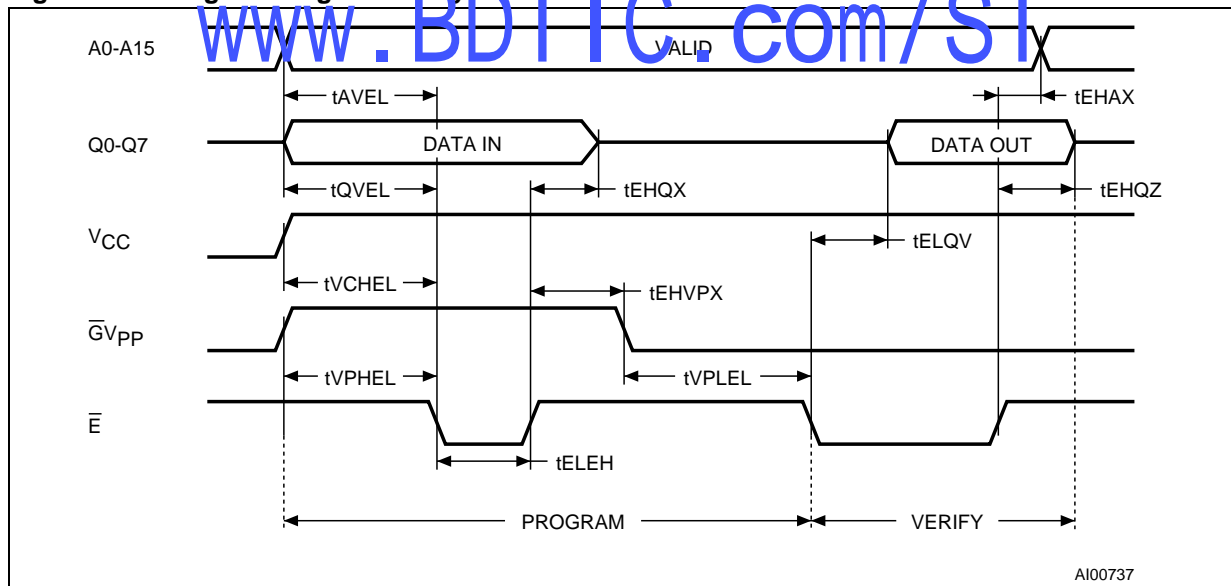 www.BDTIC.com/ST
A0-A15
VALID
tAVEL
tEHAX
Q0-Q7
DATA IN
DATA OUT
tQVEL
tEHQX
tEHQZ
VCC
tELQV
tVCHEL
tEHVPX
G̅VPP
tVPHEL
tVPLEL
E̅
tELEH
PROGRAM
VERIFY
AI00737